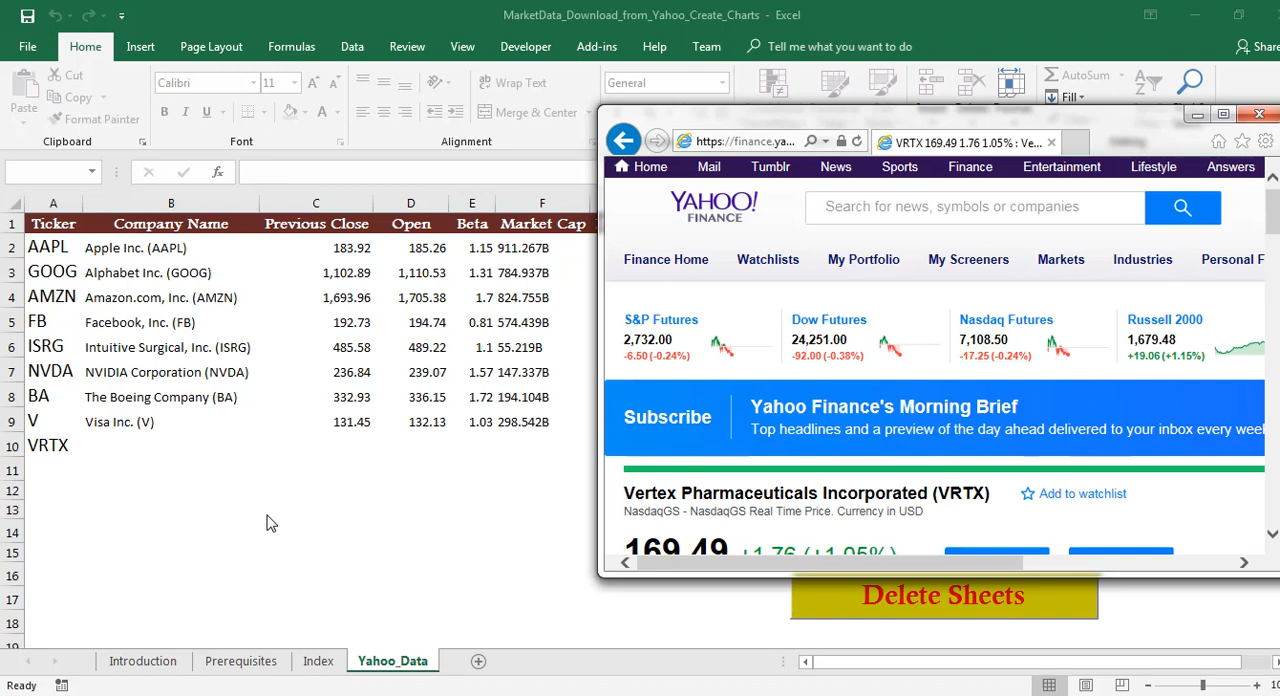 MarketData_Download_from_Yahoo_Create_Charts - Excel
File Home Insert Page Layout Formulas Data Review View Developer Add-ins Help Team Tell me what you want to do Share
Paste
Cut
Copy
Format Painter
Calibri 11
B I U
Wrap Text
Merge & Center
General
AutoSum
Fill
Clipboard Font Alignment
fx
https://finance.ya... VRTX 169.49 1.76 1.05% : Ve...
Home Mail Tumblr News Sports Finance Entertainment Lifestyle Answers
YAHOO!
FINANCE
Search for news, symbols or companies
Finance Home Watchlists My Portfolio My Screeners Markets Industries Personal F
S&P Futures Dow Futures Nasdaq Futures Russell 2000
2,732.00 24,251.00 7,108.50 1,679.48
-6.50 (-0.24%) -92.00 (-0.38%) -17.25 (-0.24%) +19.06 (+1.15%)
Subscribe
Yahoo Finance's Morning Brief
Top headlines and a preview of the day ahead delivered to your inbox every week
Vertex Pharmaceuticals Incorporated (VRTX)
Add to watchlist
NasdaqGS - NasdaqGS Real Time Price. Currency in USD
169.49 +1.76 (+1.05%)
A B C D E F
1 Ticker Company Name Previous Close Open Beta Market Cap
2 AAPL Apple Inc. (AAPL) 183.92 185.26 1.15 911.267B
3 GOOG Alphabet Inc. (GOOG) 1,102.89 1,110.53 1.31 784.937B
4 AMZN Amazon.com, Inc. (AMZN) 1,693.96 1,705.38 1.7 824.755B
5 FB Facebook, Inc. (FB) 192.73 194.74 0.81 574.439B
6 ISRG Intuitive Surgical, Inc. (ISRG) 485.58 489.22 1.1 55.219B
7 NVDA NVIDIA Corporation (NVDA) 236.84 239.07 1.57 147.337B
8 BA The Boeing Company (BA) 332.93 336.15 1.72 194.104B
9 V Visa Inc. (V) 131.45 132.13 1.03 298.542B
10 VRTX
11
12
13
14
15
16
17
18
Delete Sheets
Introduction Prerequisites Index Yahoo_Data
Ready